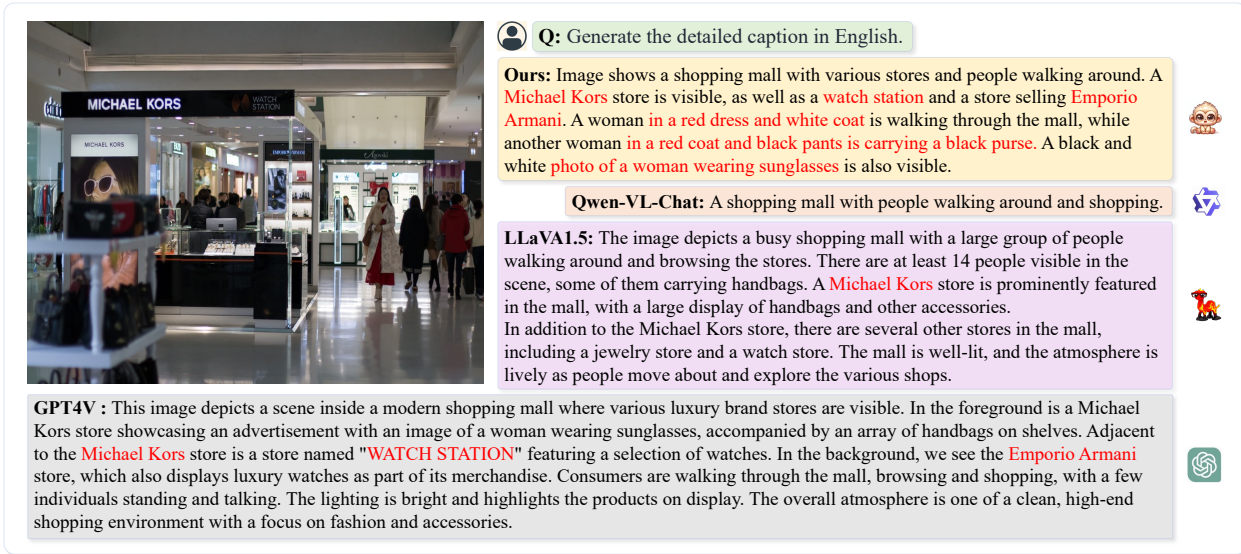 MICHAEL KORS
WATCH
STATION
MICHAEL KORS
Q: Generate the detailed caption in English.
Ours: Image shows a shopping mall with various stores and people walking around. A
Michael Kors store is visible, as well as a watch station and a store selling Emporio
Armani. A woman in a red dress and white coat is walking through the mall, while
another woman in a red coat and black pants is carrying a black purse. A black and
white photo of a woman wearing sunglasses is also visible.
Qwen-VL-Chat: A shopping mall with people walking around and shopping.
LLaVA1.5: The image depicts a busy shopping mall with a large group of people
walking around and browsing the stores. There are at least 14 people visible in the
scene, some of them carrying handbags. A Michael Kors store is prominently featured
in the mall, with a large display of handbags and other accessories.
In addition to the Michael Kors store, there are several other stores in the mall,
including a jewelry store and a watch store. The mall is well-lit, and the atmosphere is
lively as people move about and explore the various shops.
GPT4V : This image depicts a scene inside a modern shopping mall where various luxury brand stores are visible. In the foreground is a Michael
Kors store showcasing an advertisement with an image of a woman wearing sunglasses, accompanied by an array of handbags on shelves. Adjacent
to the Michael Kors store is a store named "WATCH STATION" featuring a selection of watches. In the background, we see the Emporio Armani
store, which also displays luxury watches as part of its merchandise. Consumers are walking through the mall, browsing and shopping, with a few
individuals standing and talking. The lighting is bright and highlights the products on display. The overall atmosphere is one of a clean, high-end
shopping environment with a focus on fashion and accessories.